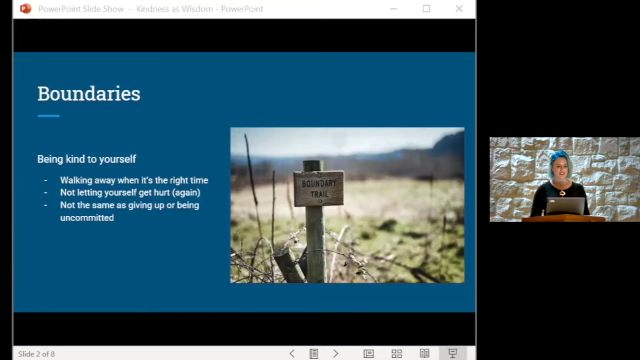 PowerPoint Slide Show - Kindness as Wisdom - PowerPoint
Boundaries
Being kind to yourself
- Walking away when it's the right time
- Not letting yourself get hurt (again)
- Not the same as giving up or being
uncommitted
BOUNDARY
TRAIL
Slide 2 of 8